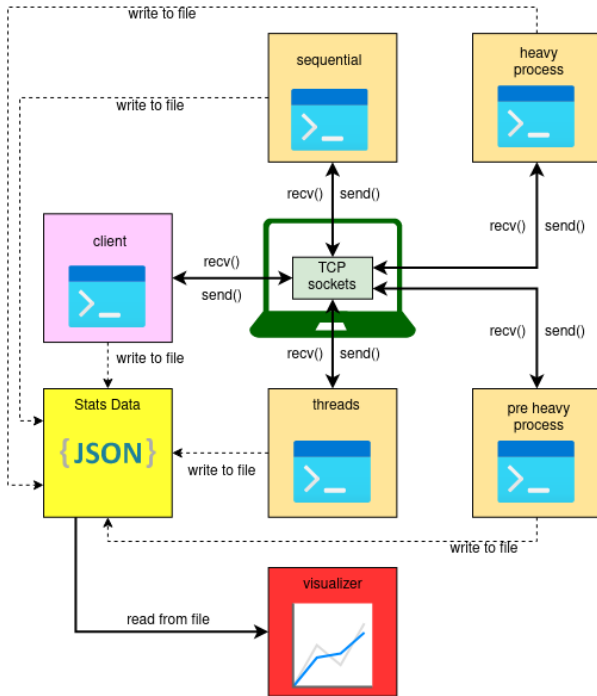 write to file
sequential
heavy
process
write to file
recv()
send()
recv()
send()
client
recv()
send()
TCP
sockets
write to file
recv()
send()
recv()
send()
Stats Data
{JSON}
threads
pre heavy
process
write to file
write to file
visualizer
read from file